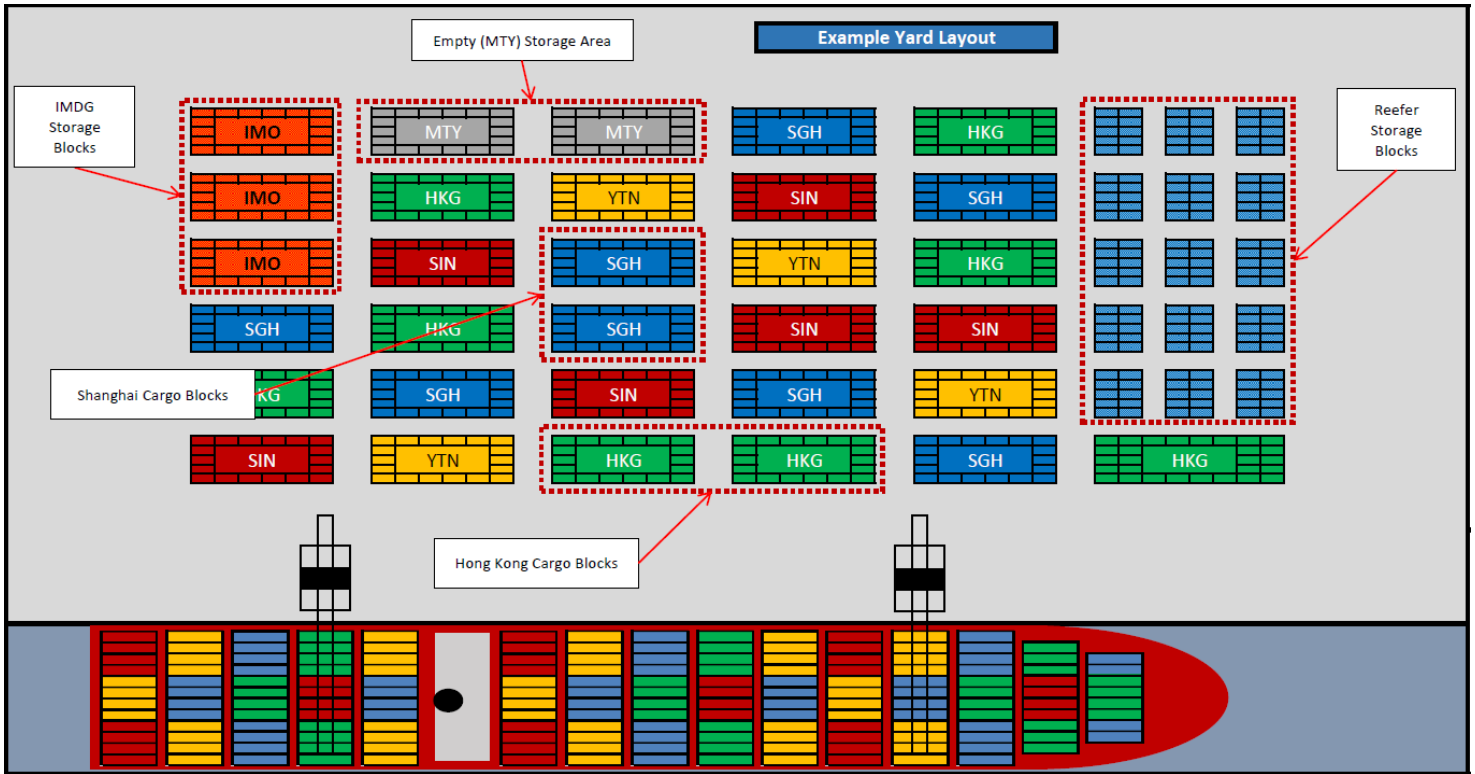 Example Yard Layout
Empty (MTY) Storage Area
IMDG
Storage
Blocks
Reefer
Storage
Blocks
IMO MTY MTY SGH HKG
IMO HKG YTN SIN SGH
IMO SIN SGH YTN HKG
SGH HKG SGH SIN SIN
Shanghai Cargo Blocks
KG SGH SIN SGH YTN
SIN YTN HKG HKG SGH HKG
Hong Kong Cargo Blocks